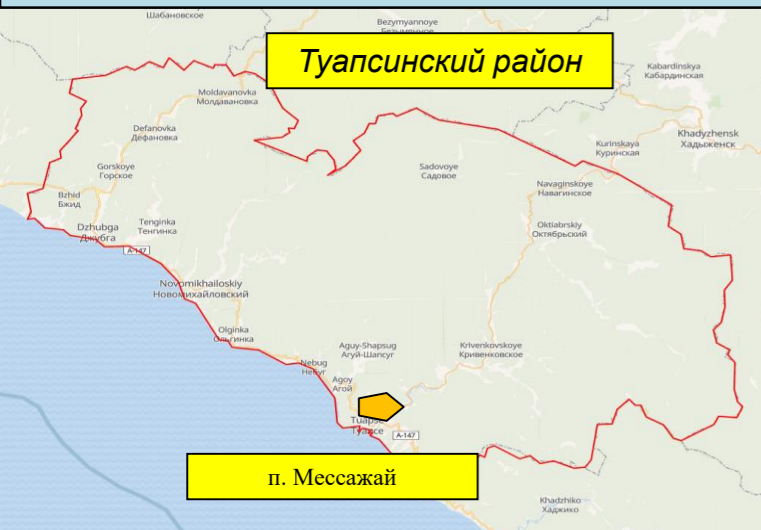 Шабановское
Bezymyannoye
Безымянное
Туапсинский район
Kabardinskya
Кабардинская
Moldavanovka
Молдавановка
Defanovka
Дефановка
Khadyzhensk
Хадыженск
Kurinskaya
Куринская
Gorskoye
Горское
Sadovoye
Садовое
Navaginskoye
Навагинское
Bzhid
Бжид
Tenginka
Тенгинка
Oktiabrskiy
Октябрьский
Dzhubga
Джубга
A-147
Novomikhailoskiy
Новомихайловский
Olginka
Ольгинка
Aguy-Shapsug
Агуй-Шапсуг
Krivenkovskoye
Кривенковское
Nebug
Небуг
Agoy
Агой
Tuapse
Туапсе
A-147
п. Мессажай
Khadzhiko
Хаджико